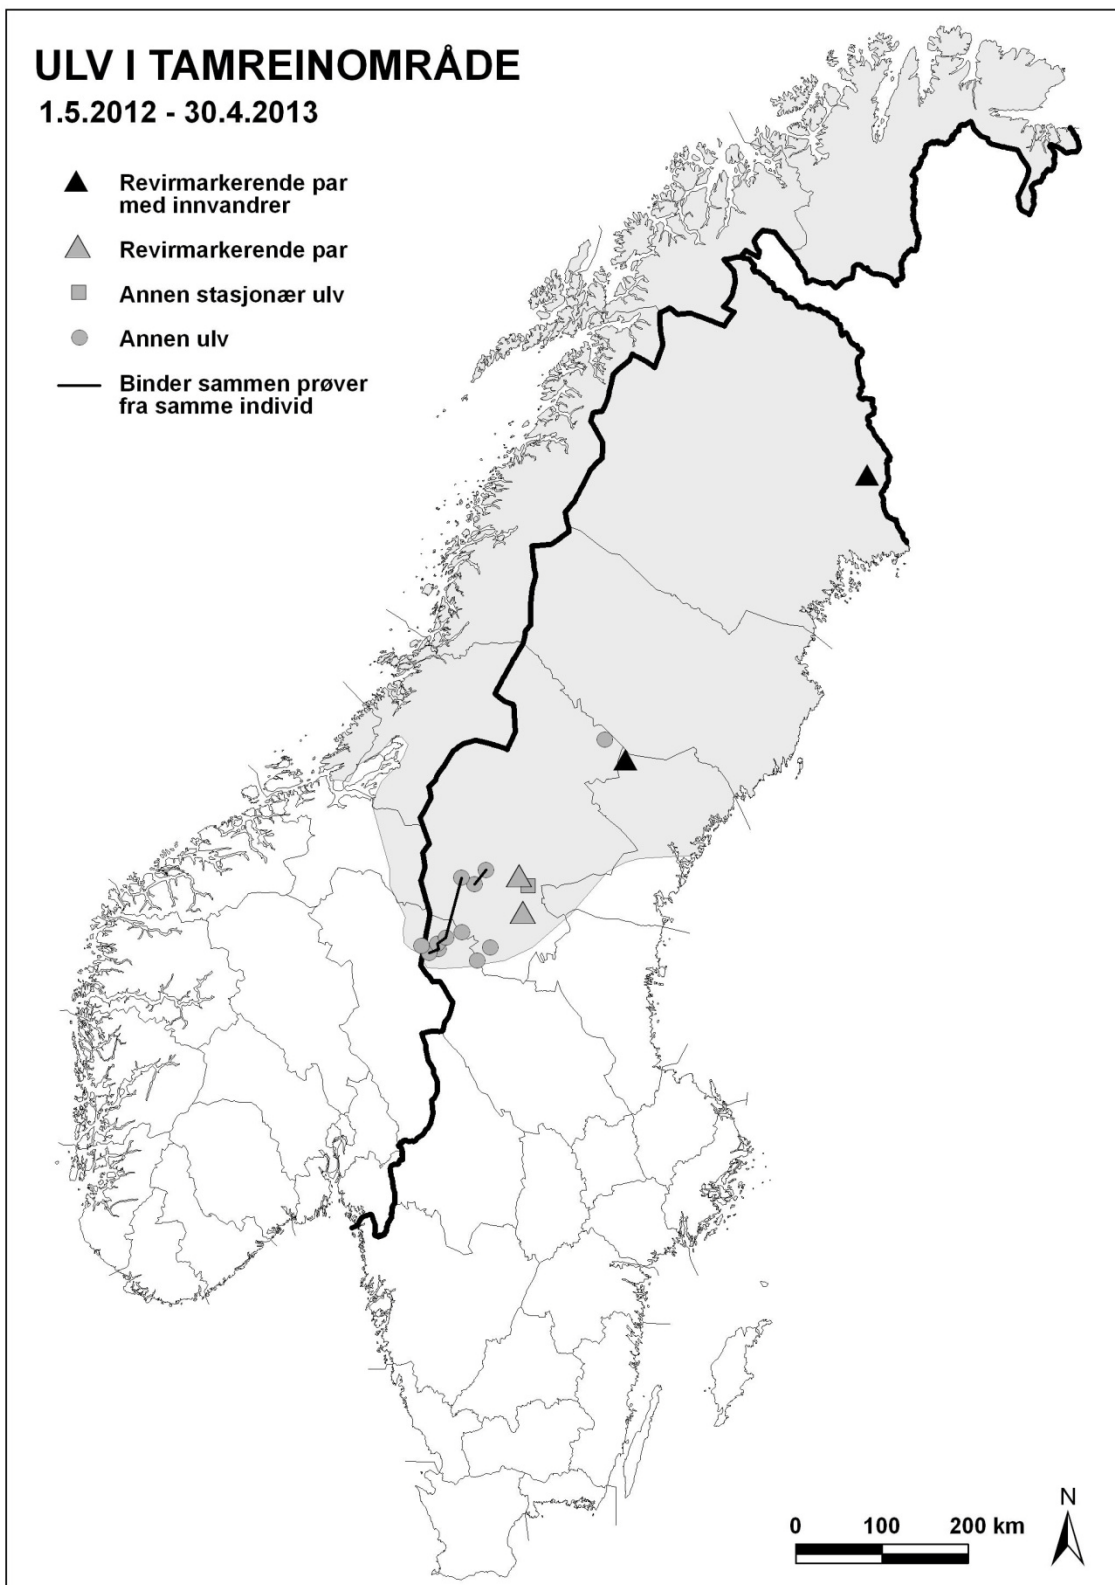 ULV I TAMREINOMRÅDE
1.5.2012 - 30.4.2013
Revirmarkerende par
med innvandrer
Revirmarkerende par
Annen stasjonær ulv
Annen ulv
Binder sammen prøver
fra samme individ
N
0 100 200 km